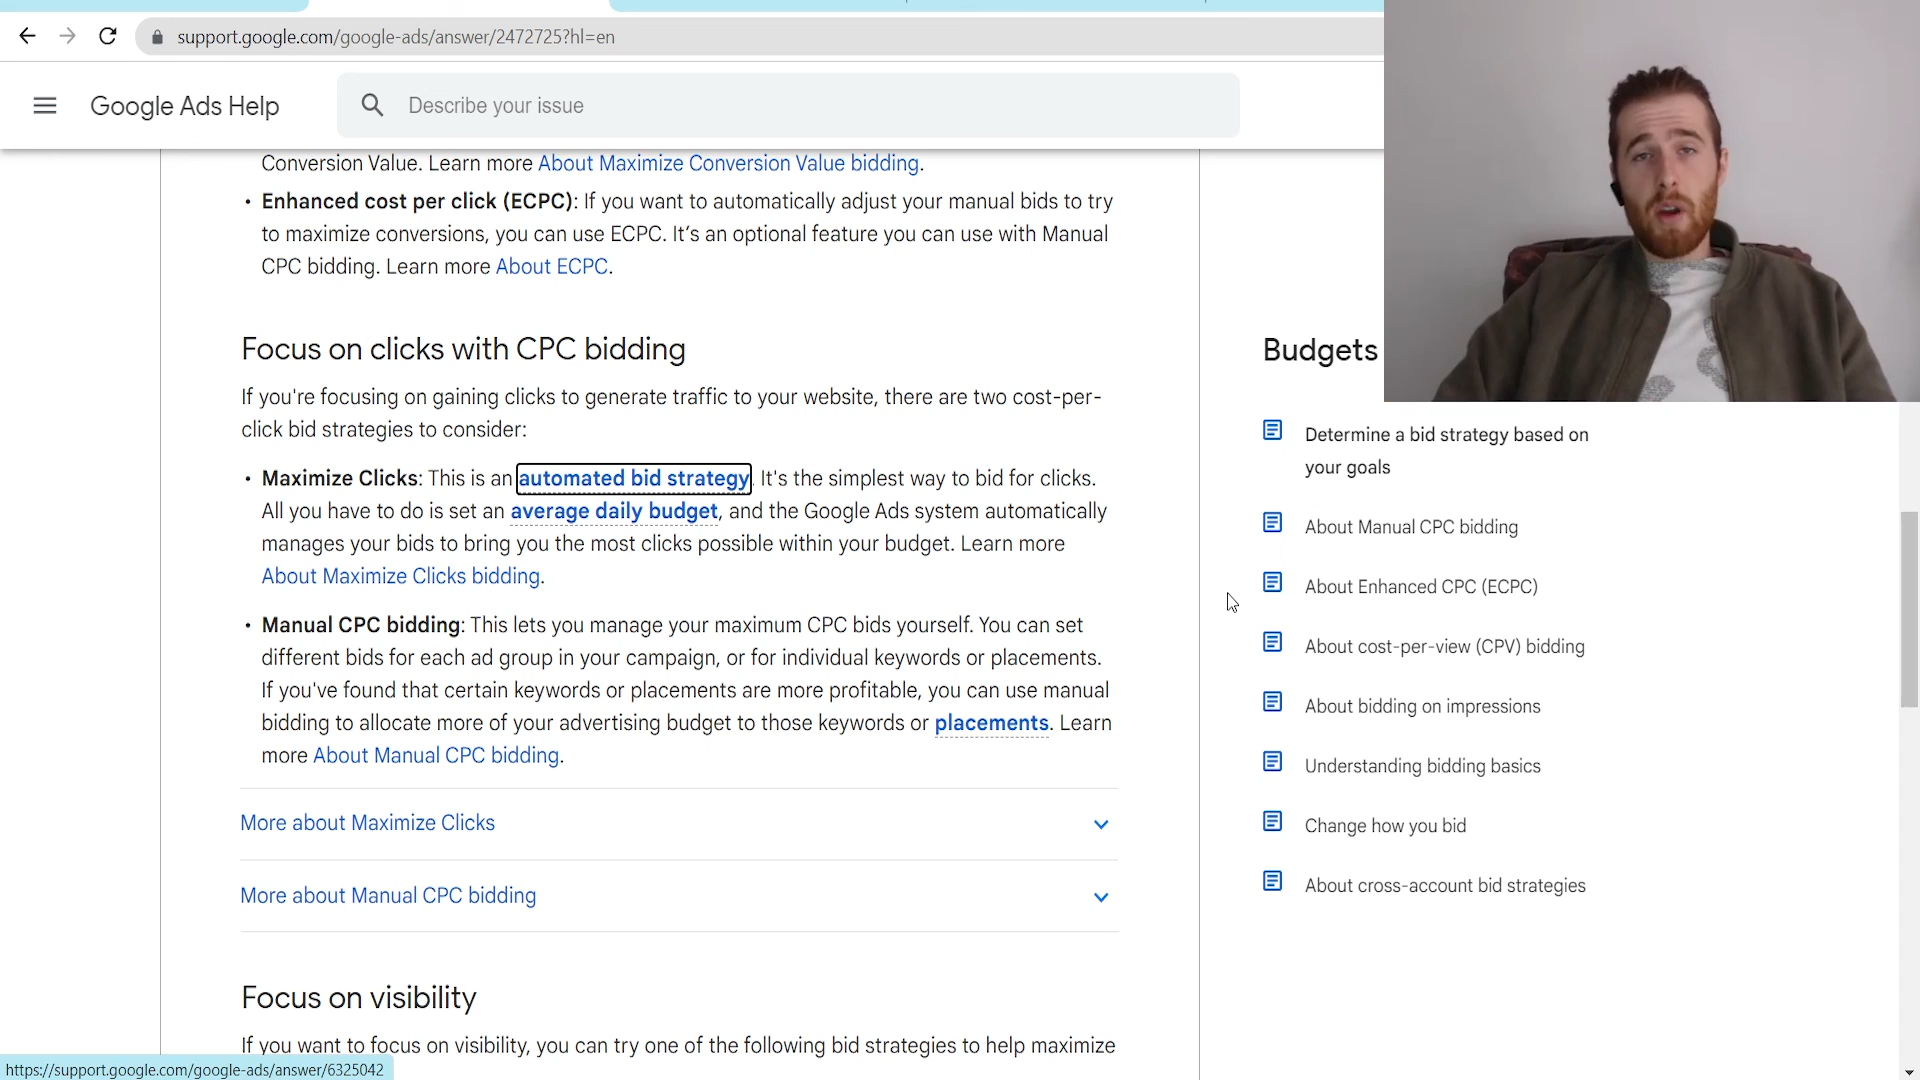 support.google.com/google-ads/answer/2472725?hl=en
Google Ads Help
Describe your issue
Conversion Value. Learn more About Maximize Conversion Value bidding.
• Enhanced cost per click (ECPC): If you want to automatically adjust your manual bids to try
to maximize conversions, you can use ECPC. It's an optional feature you can use with Manual
CPC bidding. Learn more About ECPC.
Focus on clicks with CPC bidding
If you're focusing on gaining clicks to generate traffic to your website, there are two cost-per-
click bid strategies to consider:
• Maximize Clicks: This is an automated bid strategy. It's the simplest way to bid for clicks.
All you have to do is set an average daily budget, and the Google Ads system automatically
manages your bids to bring you the most clicks possible within your budget. Learn more
About Maximize Clicks bidding.
• Manual CPC bidding: This lets you manage your maximum CPC bids yourself. You can set
different bids for each ad group in your campaign, or for individual keywords or placements.
If you've found that certain keywords or placements are more profitable, you can use manual
bidding to allocate more of your advertising budget to those keywords or placements. Learn
more About Manual CPC bidding.
More about Maximize Clicks
More about Manual CPC bidding
Focus on visibility
If you want to focus on visibility, you can try one of the following bid strategies to help maximize
Budgets
Determine a bid strategy based on
your goals
About Manual CPC bidding
About Enhanced CPC (ECPC)
About cost-per-view (CPV) bidding
About bidding on impressions
Understanding bidding basics
Change how you bid
About cross-account bid strategies
https://support.google.com/google-ads/answer/6325042